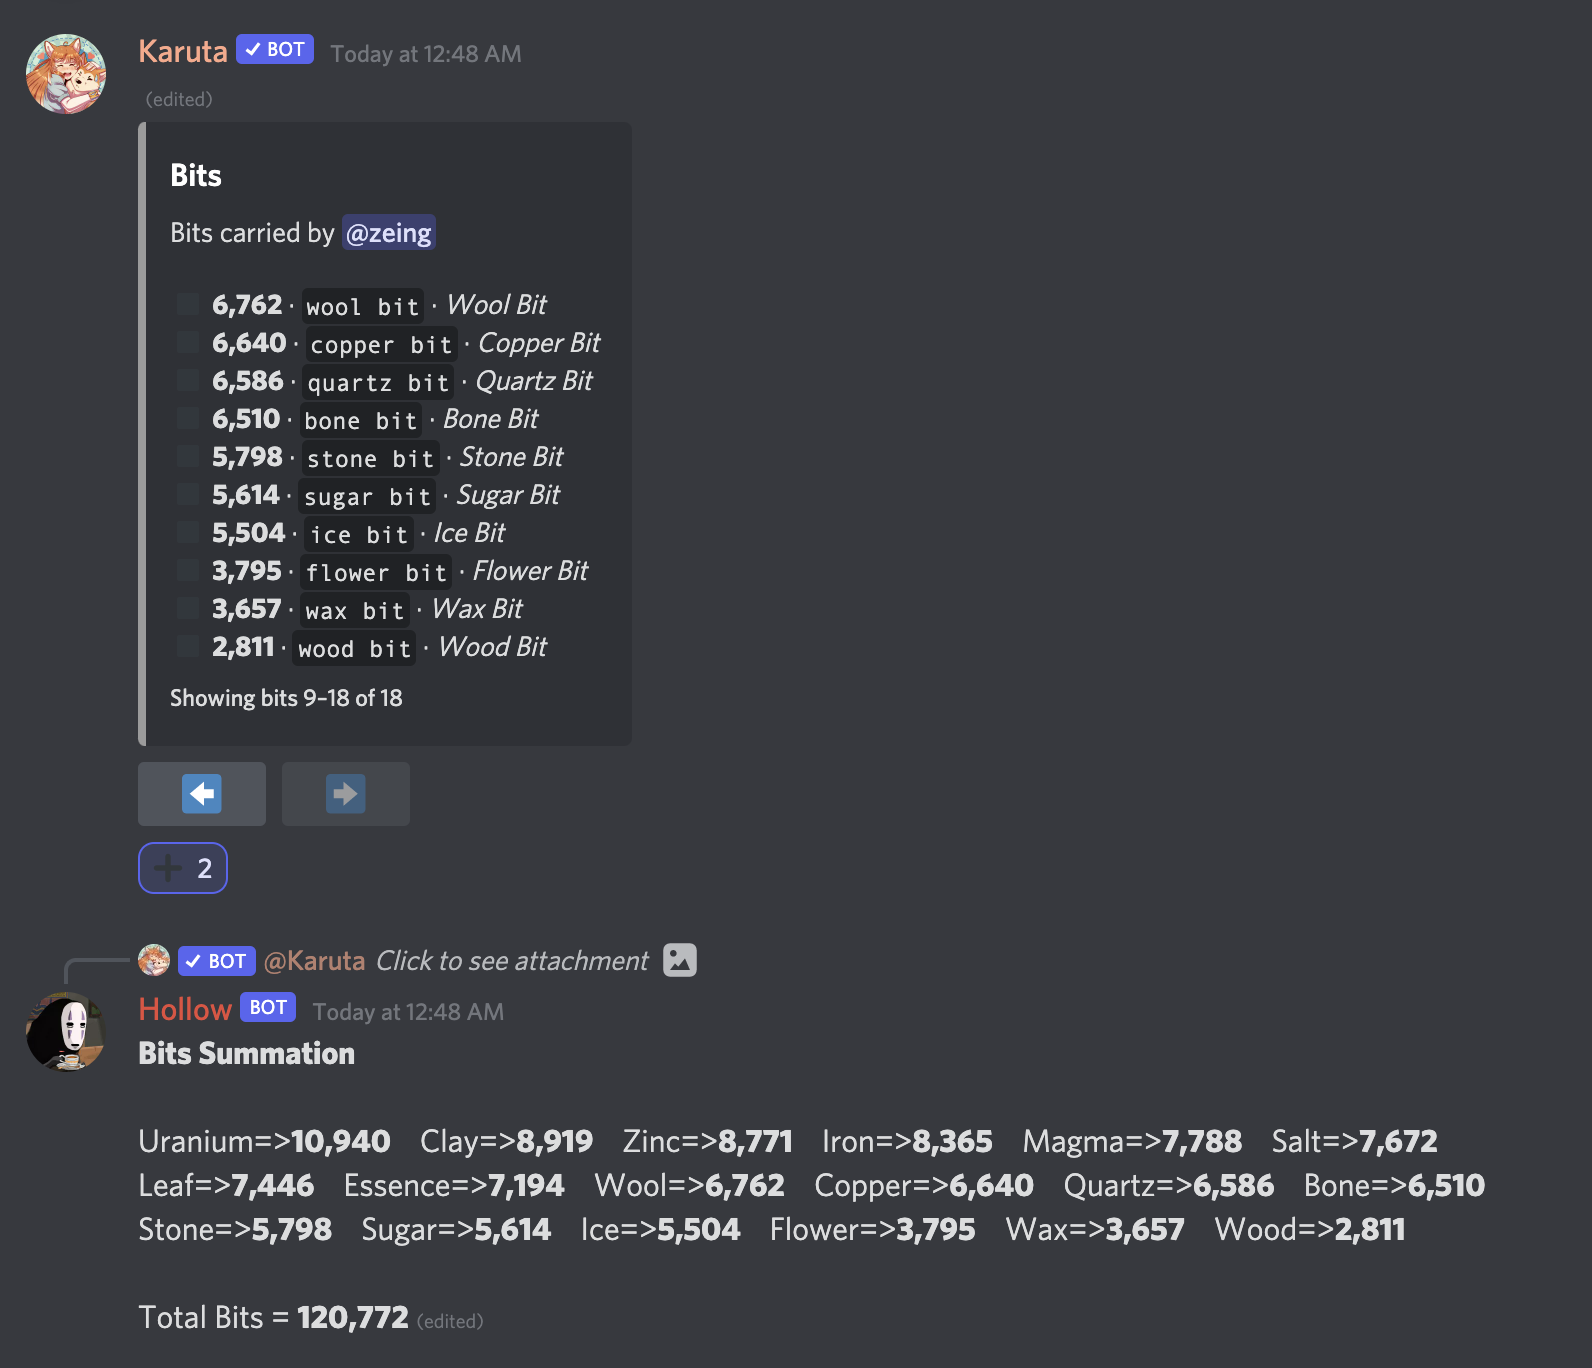 Karuta ✓ BOT Today at 12:48 AM
(edited)
Bits
Bits carried by @zeing
6,762 · wool bit · Wool Bit
6,640 · copper bit · Copper Bit
6,586 · quartz bit · Quartz Bit
6,510 · bone bit · Bone Bit
5,798 · stone bit · Stone Bit
5,614 · sugar bit · Sugar Bit
5,504 · ice bit · Ice Bit
3,795 · flower bit · Flower Bit
3,657 · wax bit · Wax Bit
2,811 · wood bit · Wood Bit
Showing bits 9–18 of 18
2
✓ BOT @Karuta Click to see attachment
Hollow BOT Today at 12:48 AM
Bits Summation
Uranium=>10,940 Clay=>8,919 Zinc=>8,771 Iron=>8,365 Magma=>7,788 Salt=>7,672
Leaf=>7,446 Essence=>7,194 Wool=>6,762 Copper=>6,640 Quartz=>6,586 Bone=>6,510
Stone=>5,798 Sugar=>5,614 Ice=>5,504 Flower=>3,795 Wax=>3,657 Wood=>2,811
Total Bits = 120,772 (edited)